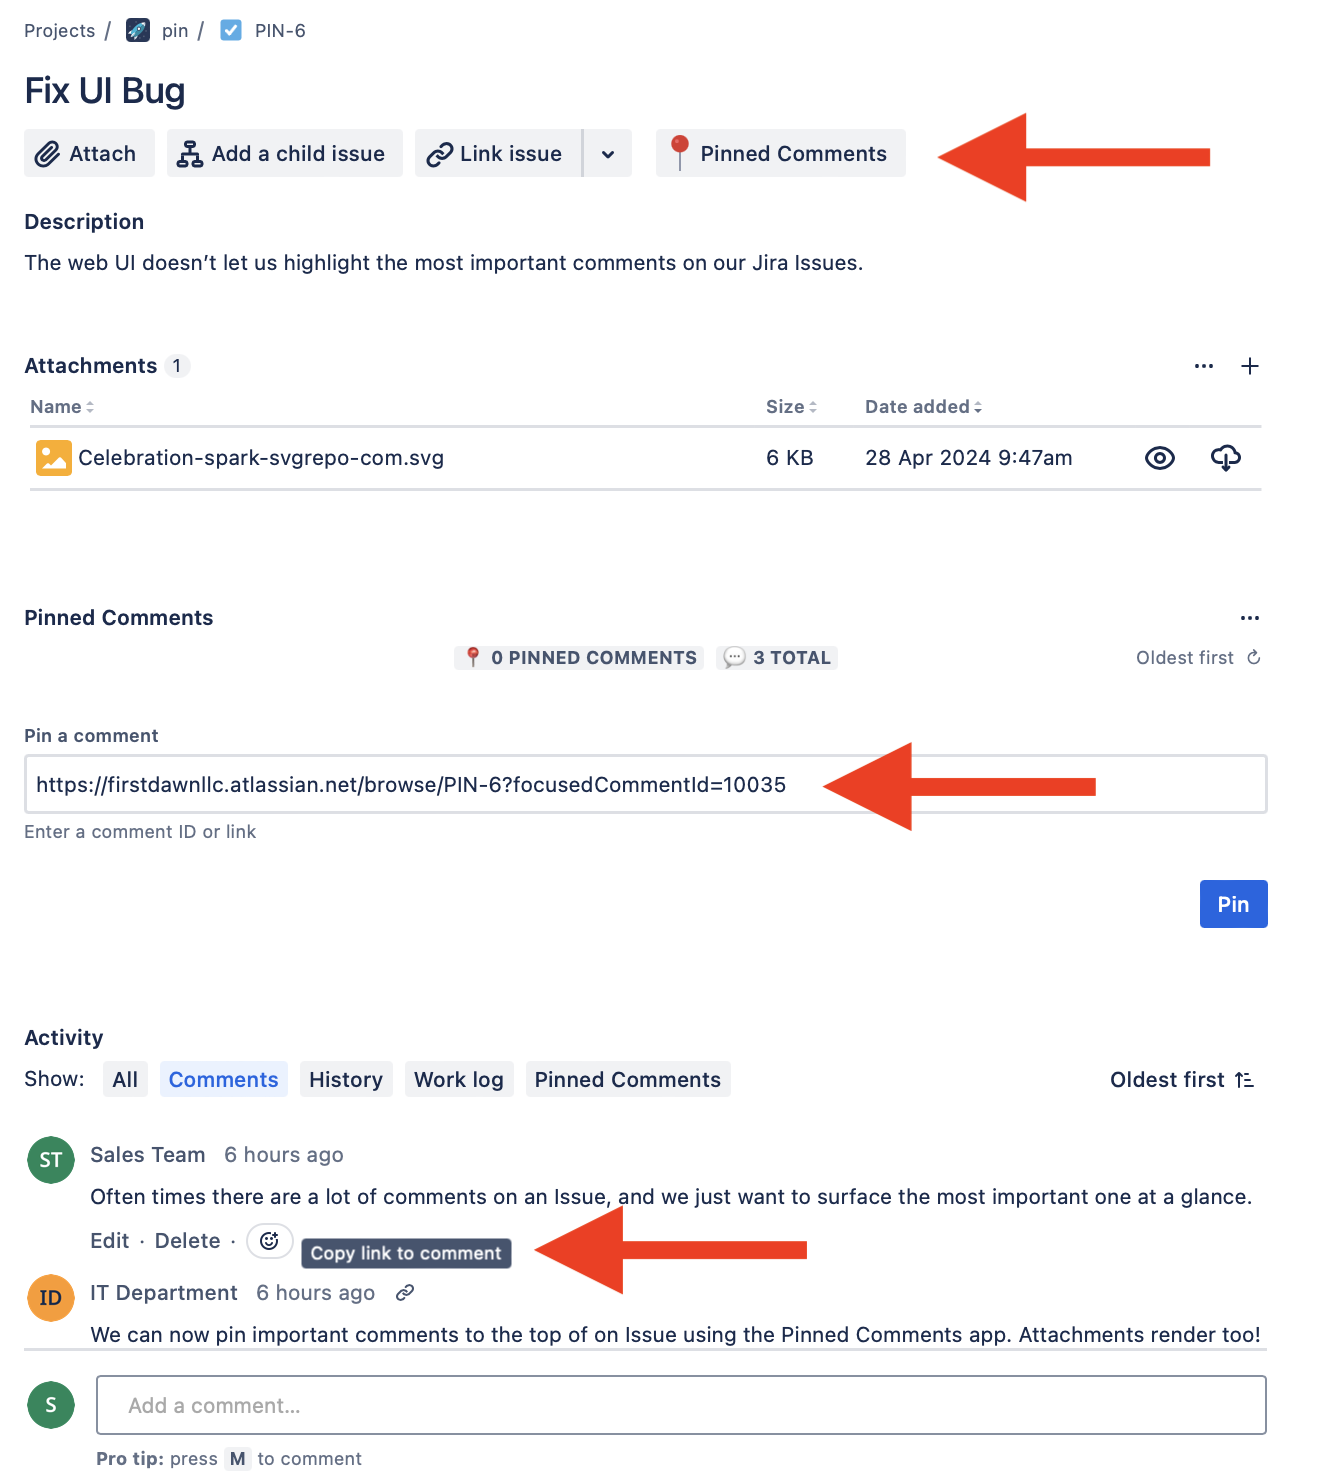 Projects / pin / PIN-6
Fix UI Bug
Attach Add a child issue Link issue Pinned Comments
Description
The web UI doesn't let us highlight the most important comments on our Jira Issues.
Attachments 1
Name Size Date added
Celebration-spark-svgrepo-com.svg 6 KB 28 Apr 2024 9:47am
Pinned Comments
0 PINNED COMMENTS 3 TOTAL Oldest first
Pin a comment
https://firstdawnllc.atlassian.net/browse/PIN-6?focusedCommentId=10035
Enter a comment ID or link
Pin
Activity
Show: All Comments History Work log Pinned Comments Oldest first
ST Sales Team 6 hours ago
Often times there are a lot of comments on an Issue, and we just want to surface the most important one at a glance.
Edit · Delete · Copy link to comment
ID IT Department 6 hours ago
We can now pin important comments to the top of on Issue using the Pinned Comments app. Attachments render too!
S Add a comment...
Pro tip: press M to comment